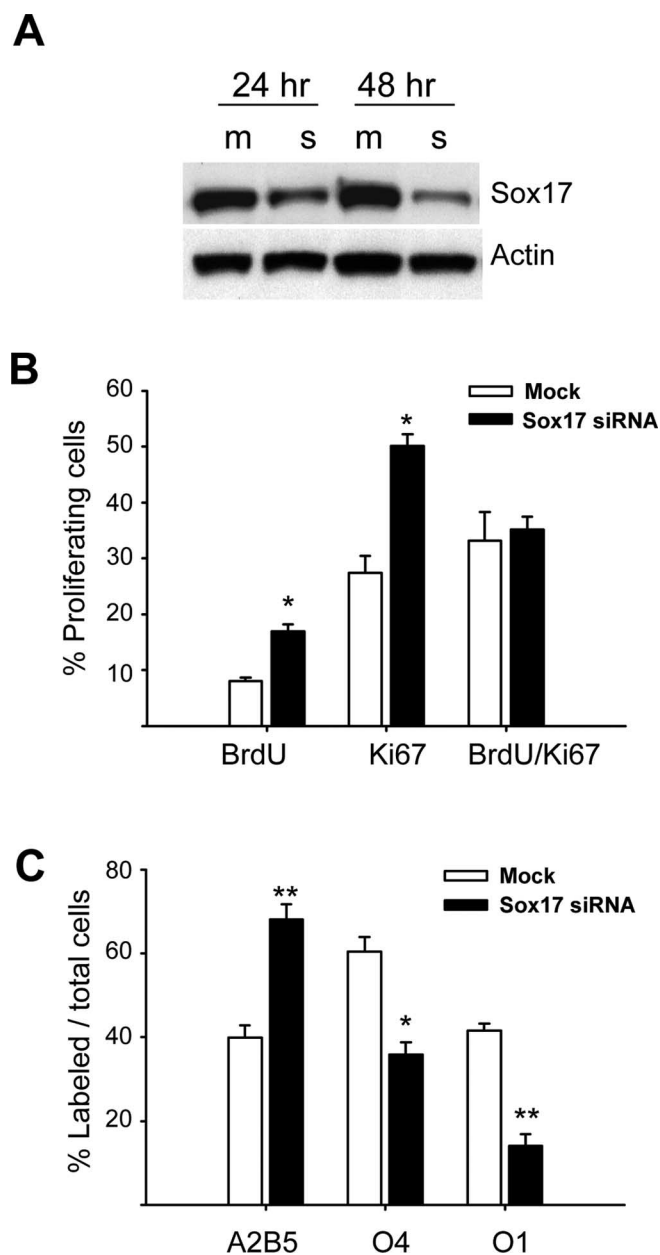 A
24 hr 48 hr
m s m s
Sox17
Actin
B
60
50
40
30
20
10
% Proliferating cells
Mock
Sox17 siRNA
*
*
BrdU Ki67 BrdU/Ki67
C
80
60
40
20
% Labeled / total cells
Mock
Sox17 siRNA
**
*
**
A2B5 O4 O1